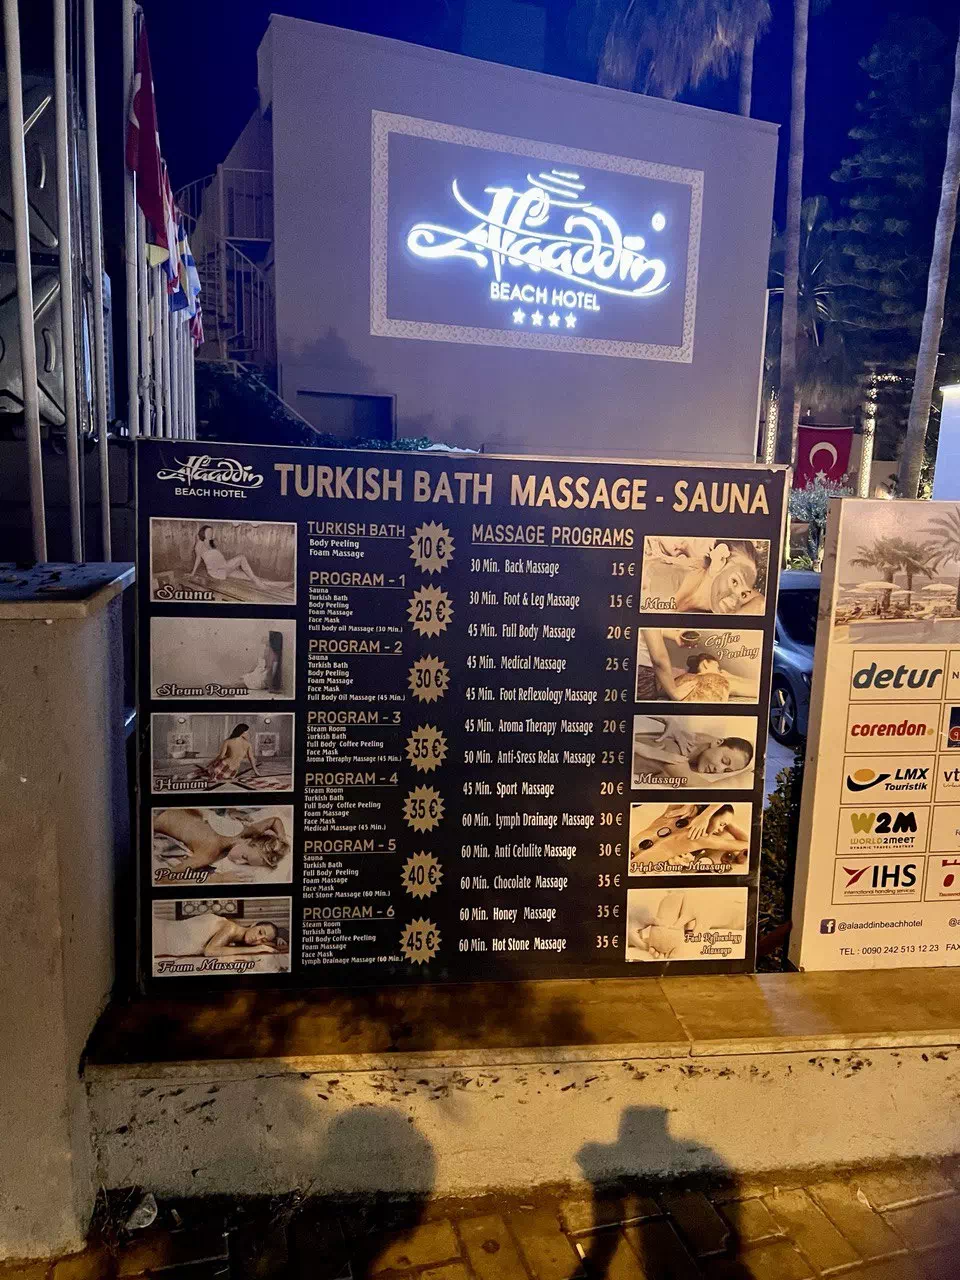 Alaaddin
BEACH HOTEL
Alaaddin
BEACH HOTEL
TURKISH BATH MASSAGE - SAUNA
Sauna
Steam Room
Hamam
Peeling
Foam Massage
TURKISH BATH
Body Peeling
Foam Massage
10 €
PROGRAM - 1
Sauna
Turkish Bath
Body Peeling
Foam Massage
Face Mask
Full body oil Massage (30 Min.)
25 €
PROGRAM - 2
Sauna
Turkish Bath
Body Peeling
Foam Massage
Face Mask
Full Body Oil Massage (45 Min.)
30 €
PROGRAM - 3
Steam Room
Turkish Bath
Full Body Coffee Peeling
Face Mask
Aroma Theraphy Massage (45 Min.)
35 €
PROGRAM - 4
Steam Room
Turkish Bath
Full Body Coffee Peeling
Foam Massage
Face Mask
Medical Massage (45 Min.)
35 €
PROGRAM - 5
Sauna
Turkish Bath
Full Body Peeling
Foam Massage
Face Mask
Hot Stone Massage (60 Min.)
40 €
PROGRAM - 6
Steam Room
Turkish Bath
Full Body Coffee Peeling
Foam Massage
Face Mask
Lymph Drainage Massage (60 Min.)
45 €
MASSAGE PROGRAMS
30 Min. Back Massage 15 €
30 Min. Foot & Leg Massage 15 €
45 Min. Full Body Massage 20 €
45 Min. Medical Massage 25 €
45 Min. Foot Reflexology Massage 20 €
45 Min. Aroma Therapy Massage 20 €
50 Min. Anti-Sress Relax Massage 25 €
45 Min. Sport Massage 20 €
60 Min. Lymph Drainage Massage 30 €
60 Min. Anti Celulite Massage 30 €
60 Min. Chocolate Massage 35 €
60 Min. Honey Massage 35 €
60 Min. Hot Stone Massage 35 €
Mask
Coffee
Peeling
Massage
Hot Stone Massage
Foot Reflexology
Massage
detur
corendon
LMX
Touristik
W2M
WORLD2MEET
DYNAMIC TRAVEL PARTNER
IHS
international handling services
@alaaddinbeachhotel
TEL : 0090 242 513 12 23 FAX